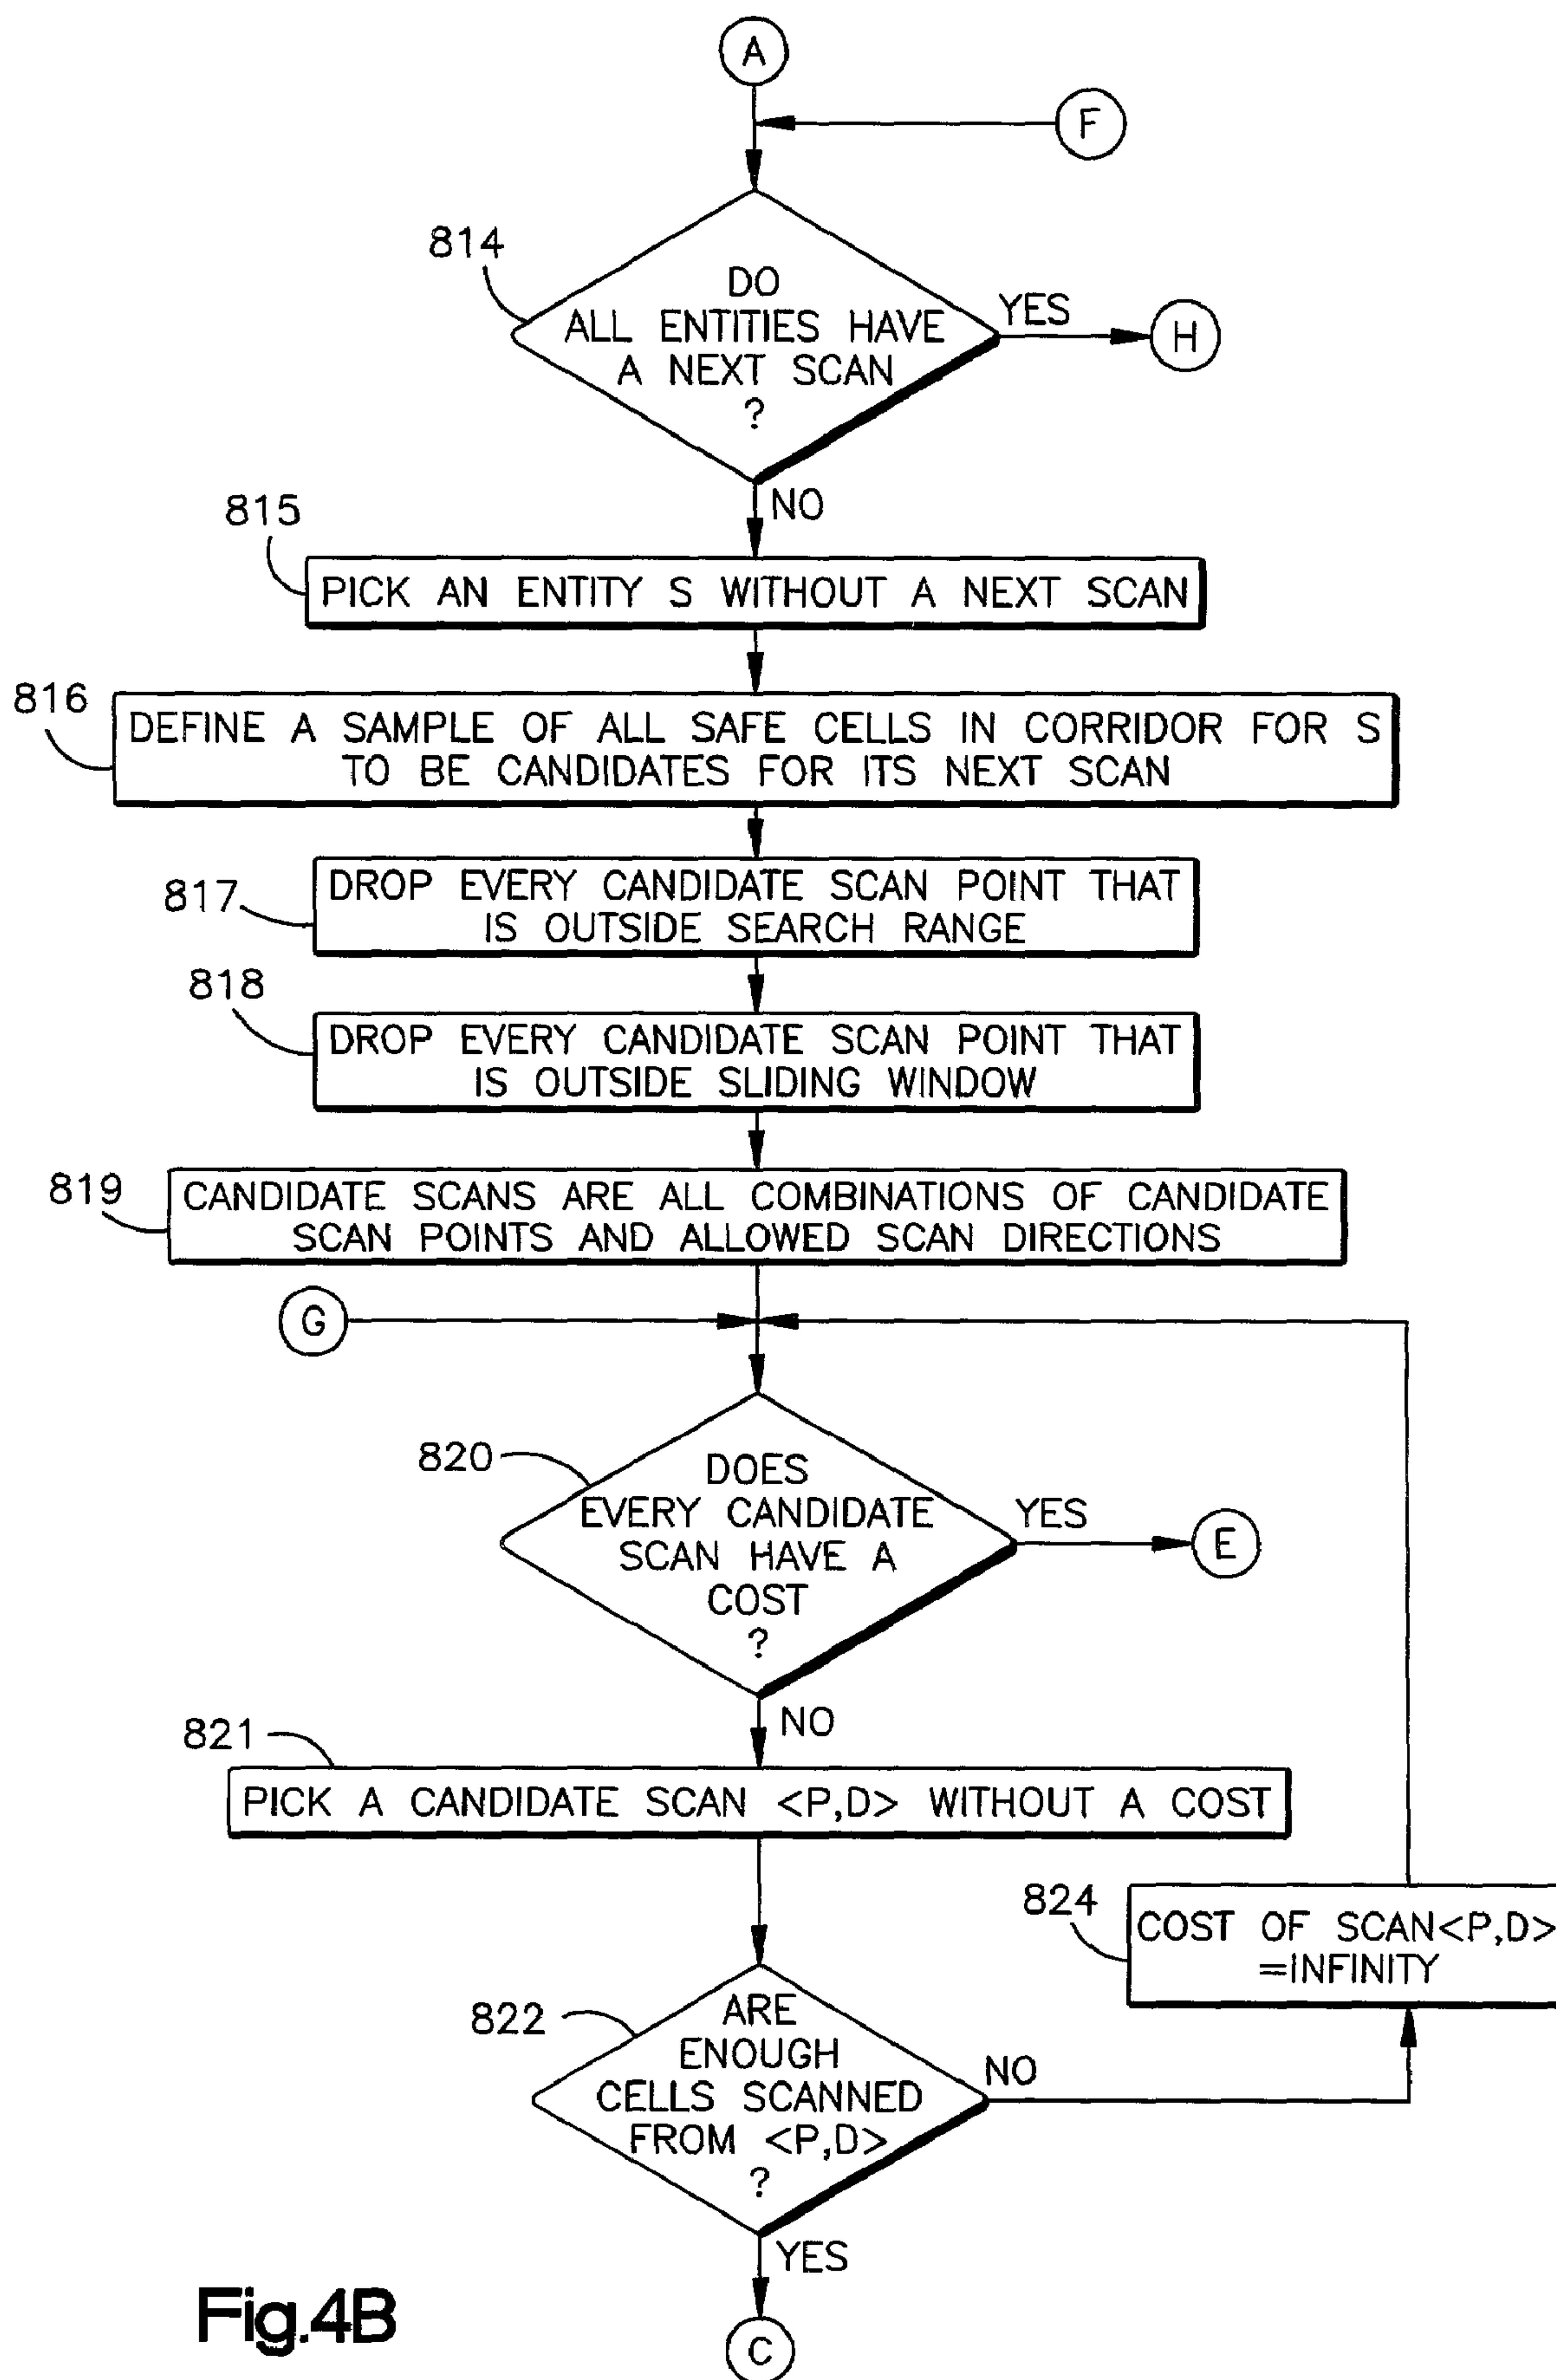 A
F
814
DO
ALL ENTITIES HAVE
A NEXT SCAN
?
YES
H
NO
815
PICK AN ENTITY S WITHOUT A NEXT SCAN
816
DEFINE A SAMPLE OF ALL SAFE CELLS IN CORRIDOR FOR S
TO BE CANDIDATES FOR ITS NEXT SCAN
817
DROP EVERY CANDIDATE SCAN POINT THAT
IS OUTSIDE SEARCH RANGE
818
DROP EVERY CANDIDATE SCAN POINT THAT
IS OUTSIDE SLIDING WINDOW
819
CANDIDATE SCANS ARE ALL COMBINATIONS OF CANDIDATE
SCAN POINTS AND ALLOWED SCAN DIRECTIONS
G
820
DOES
EVERY CANDIDATE
SCAN HAVE A
COST
?
YES
E
NO
821
PICK A CANDIDATE SCAN <P,D> WITHOUT A COST
824
COST OF SCAN<P,D>
=INFINITY
822
ARE
ENOUGH
CELLS SCANNED
FROM <P,D>
?
NO
YES
C
Fig.4B